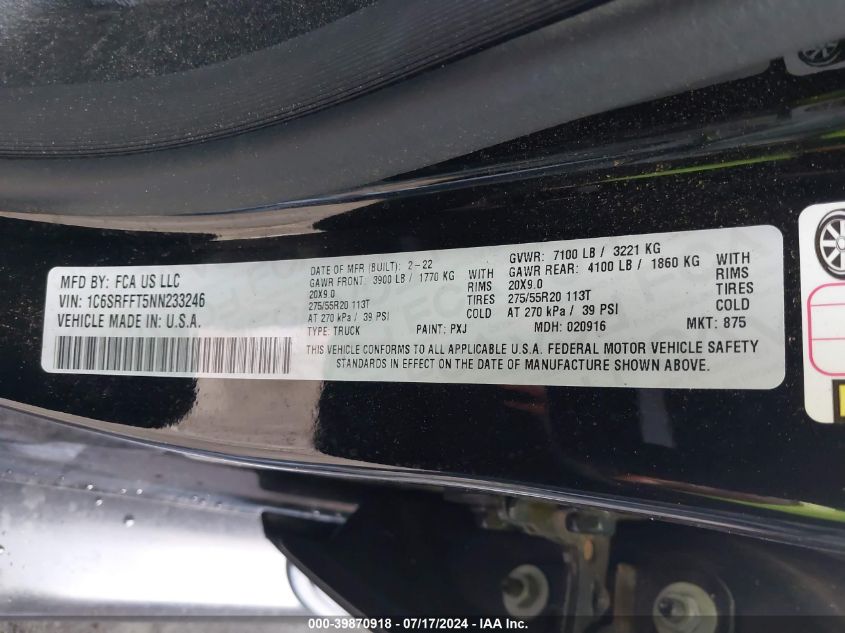 MFD BY: FCA US LLC
VIN: 1C6SRFFT5NN233246
VEHICLE MADE IN: U.S.A.
DATE OF MFR (BUILT): 2-22
GAWR FRONT: 3900 LB / 1770 KG WITH
20X9.0 RIMS
275/55R20 113T TIRES
AT 270 kPa / 39 PSI COLD
TYPE: TRUCK PAINT: PXJ
GVWR: 7100 LB / 3221 KG
GAWR REAR: 4100 LB / 1860 KG WITH
20X9.0 RIMS
275/55R20 113T TIRES
AT 270 kPa / 39 PSI COLD
MDH: 020916 MKT: 875
THIS VEHICLE CONFORMS TO ALL APPLICABLE U.S.A. FEDERAL MOTOR VEHICLE SAFETY
STANDARDS IN EFFECT ON THE DATE OF MANUFACTURE SHOWN ABOVE.
000-39870918 - 07/17/2024 - IAA, Inc.